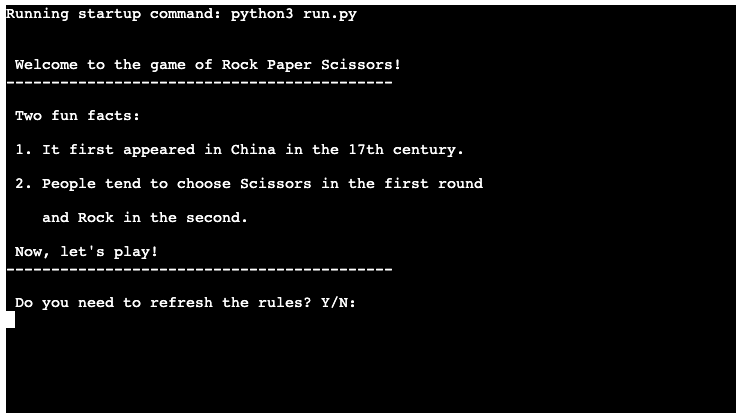 Running startup command: python3 run.py
Welcome to the game of Rock Paper Scissors!
-------------------------------------------
Two fun facts:
1. It first appeared in China in the 17th century.
2. People tend to choose Scissors in the first round
and Rock in the second.
Now, let's play!
-------------------------------------------
Do you need to refresh the rules? Y/N: